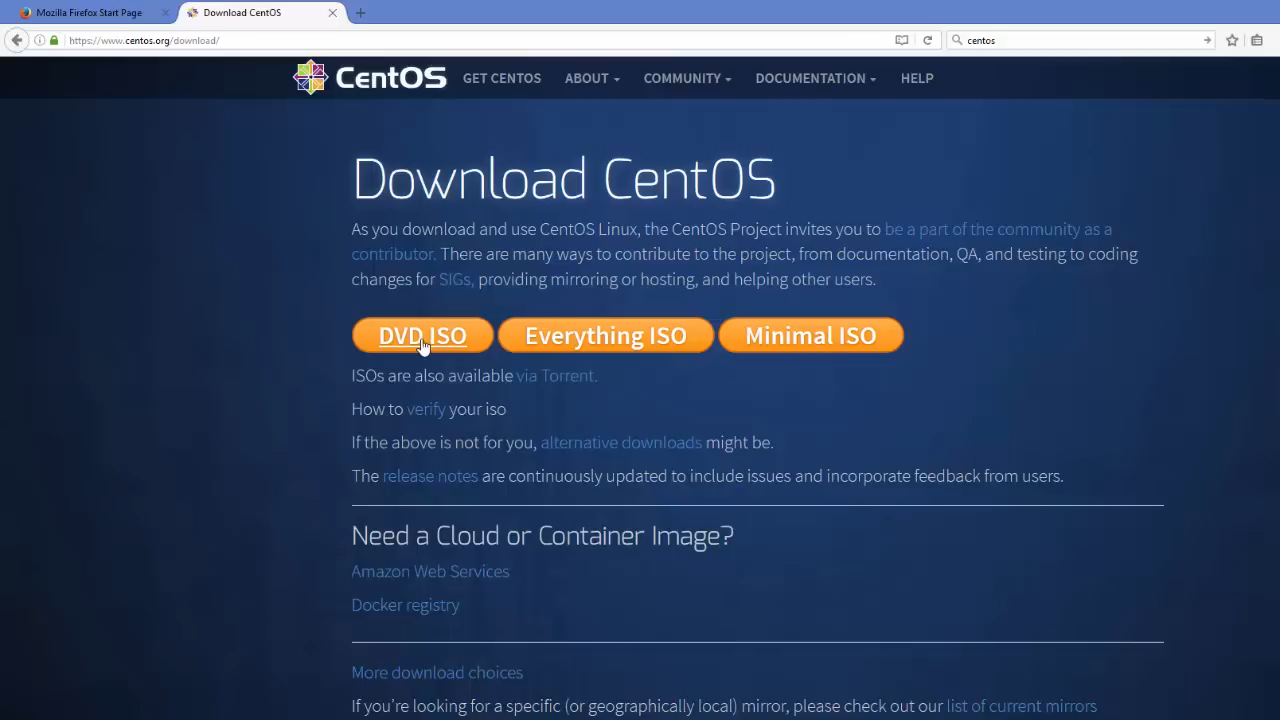 Mozilla Firefox Start Page
Download CentOS
https://www.centos.org/download/
centos
CentOS GET CENTOS ABOUT COMMUNITY DOCUMENTATION HELP
Download CentOS
As you download and use CentOS Linux, the CentOS Project invites you to be a part of the community as a
contributor. There are many ways to contribute to the project, from documentation, QA, and testing to coding
changes for SIGs, providing mirroring or hosting, and helping other users.
DVD ISO Everything ISO Minimal ISO
ISOs are also available via Torrent.
How to verify your iso
If the above is not for you, alternative downloads might be.
The release notes are continuously updated to include issues and incorporate feedback from users.
Need a Cloud or Container Image?
Amazon Web Services
Docker registry
More download choices
If you're looking for a specific (or geographically local) mirror, please check out our list of current mirrors